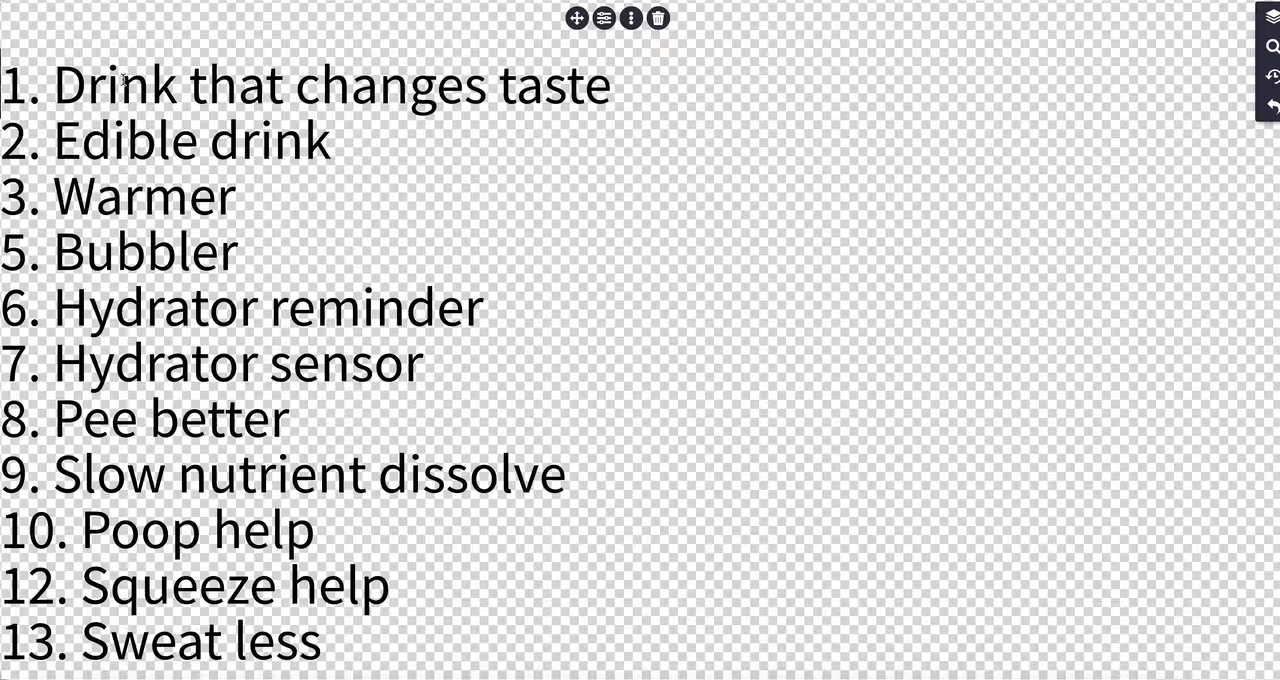 1. Drink that changes taste
2. Edible drink
3. Warmer
5. Bubbler
6. Hydrator reminder
7. Hydrator sensor
8. Pee better
9. Slow nutrient dissolve
10. Poop help
12. Squeeze help
13. Sweat less